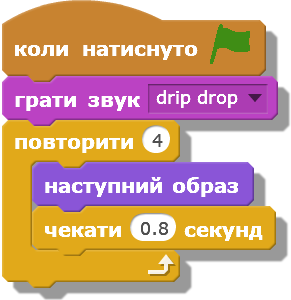 коли натиснуто
грати звук drip drop
повторити 4
наступний образ
чекати 0.8 секунд